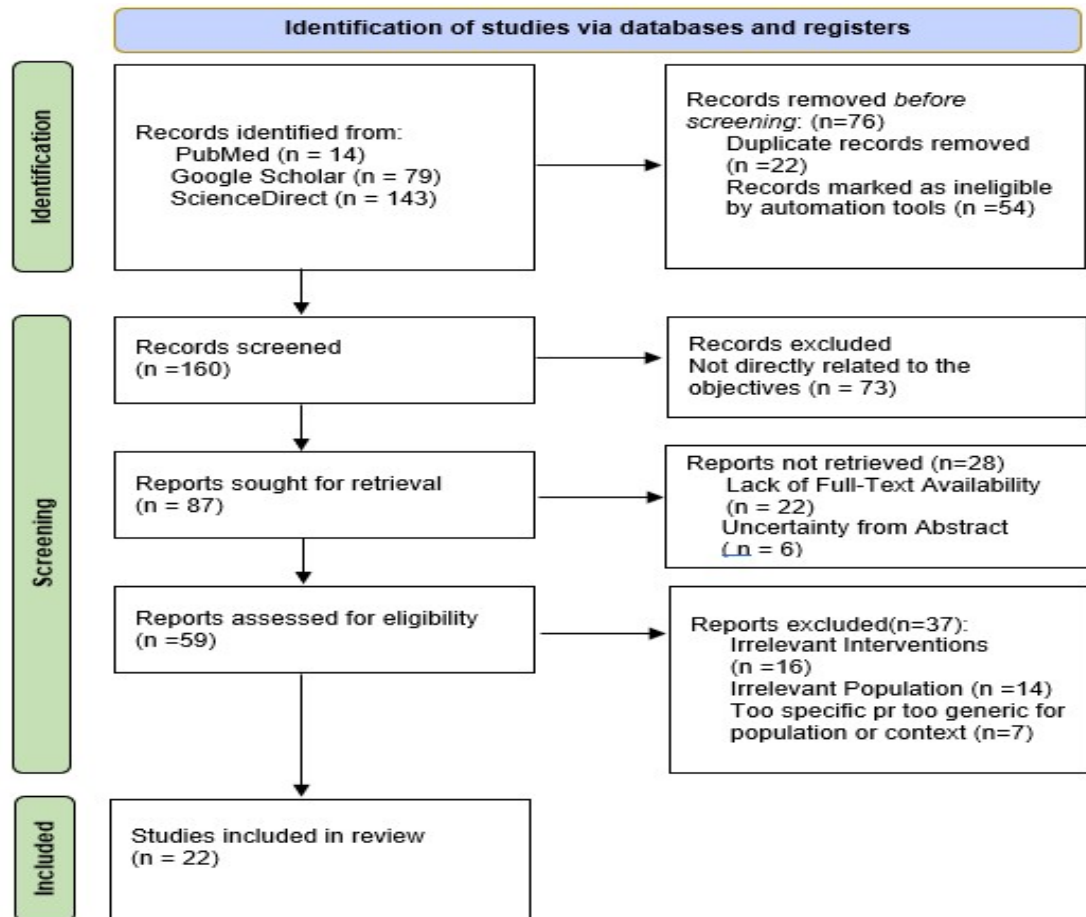 Identification of studies via databases and registers
Identification
Records identified from:
PubMed (n = 14)
Google Scholar (n = 79)
ScienceDirect (n = 143)
Records removed before
screening: (n=76)
Duplicate records removed
(n =22)
Records marked as ineligible
by automation tools (n =54)
Screening
Records screened
(n =160)
Records excluded
Not directly related to the
objectives (n = 73)
Reports sought for retrieval
(n = 87)
Reports not retrieved (n=28)
Lack of Full-Text Availability
(n = 22)
Uncertainty from Abstract
( n = 6)
Reports assessed for eligibility
(n =59)
Reports excluded(n=37):
Irrelevant Interventions
(n =16)
Irrelevant Population (n =14)
Too specific pr too generic for
population or context (n=7)
Included
Studies included in review
(n = 22)